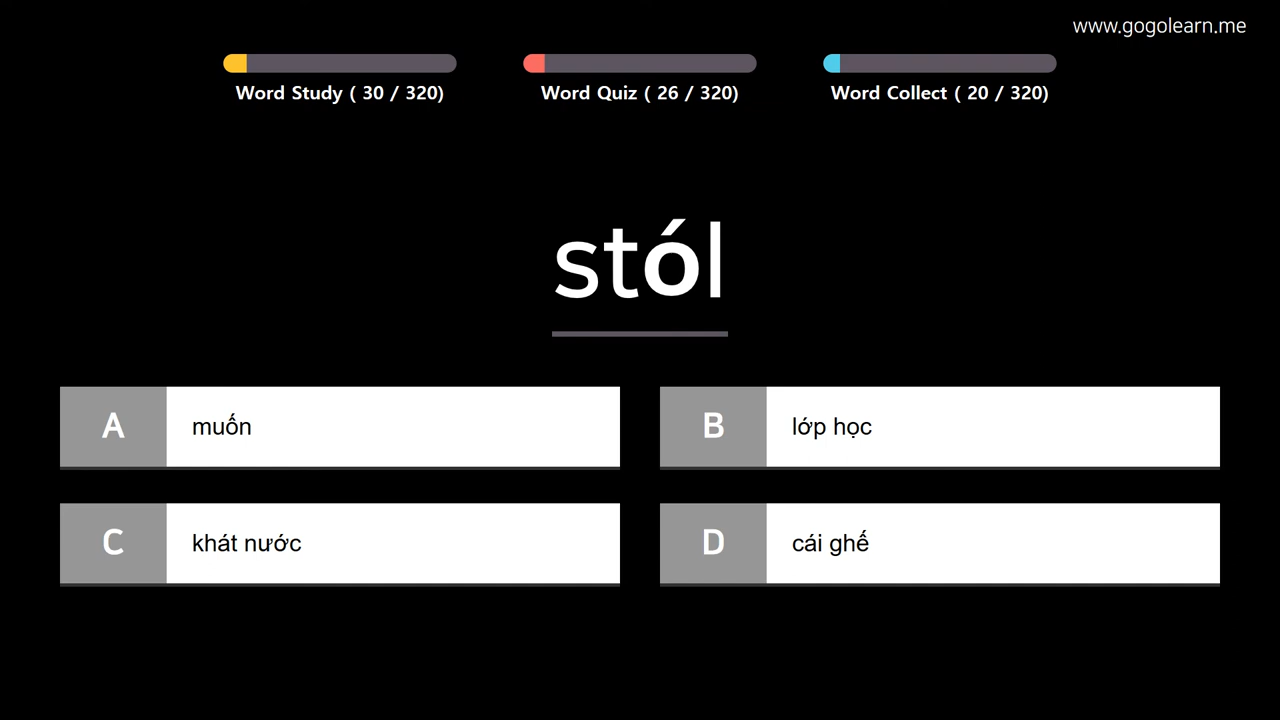 www.gogolearn.me
Word Study ( 30 / 320)
Word Quiz ( 26 / 320)
Word Collect ( 20 / 320)
stól
A
muốn
B
lớp học
C
khát nước
D
cái ghế